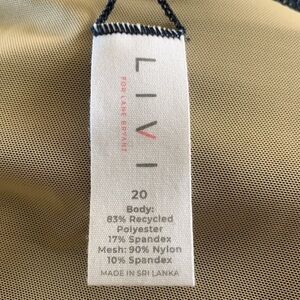 LIVI
FOR LANE BRYANT
20
Body:
83% Recycled
Polyester
17% Spandex
Mesh: 90% Nylon
10% Spandex
MADE IN SRI LANKA